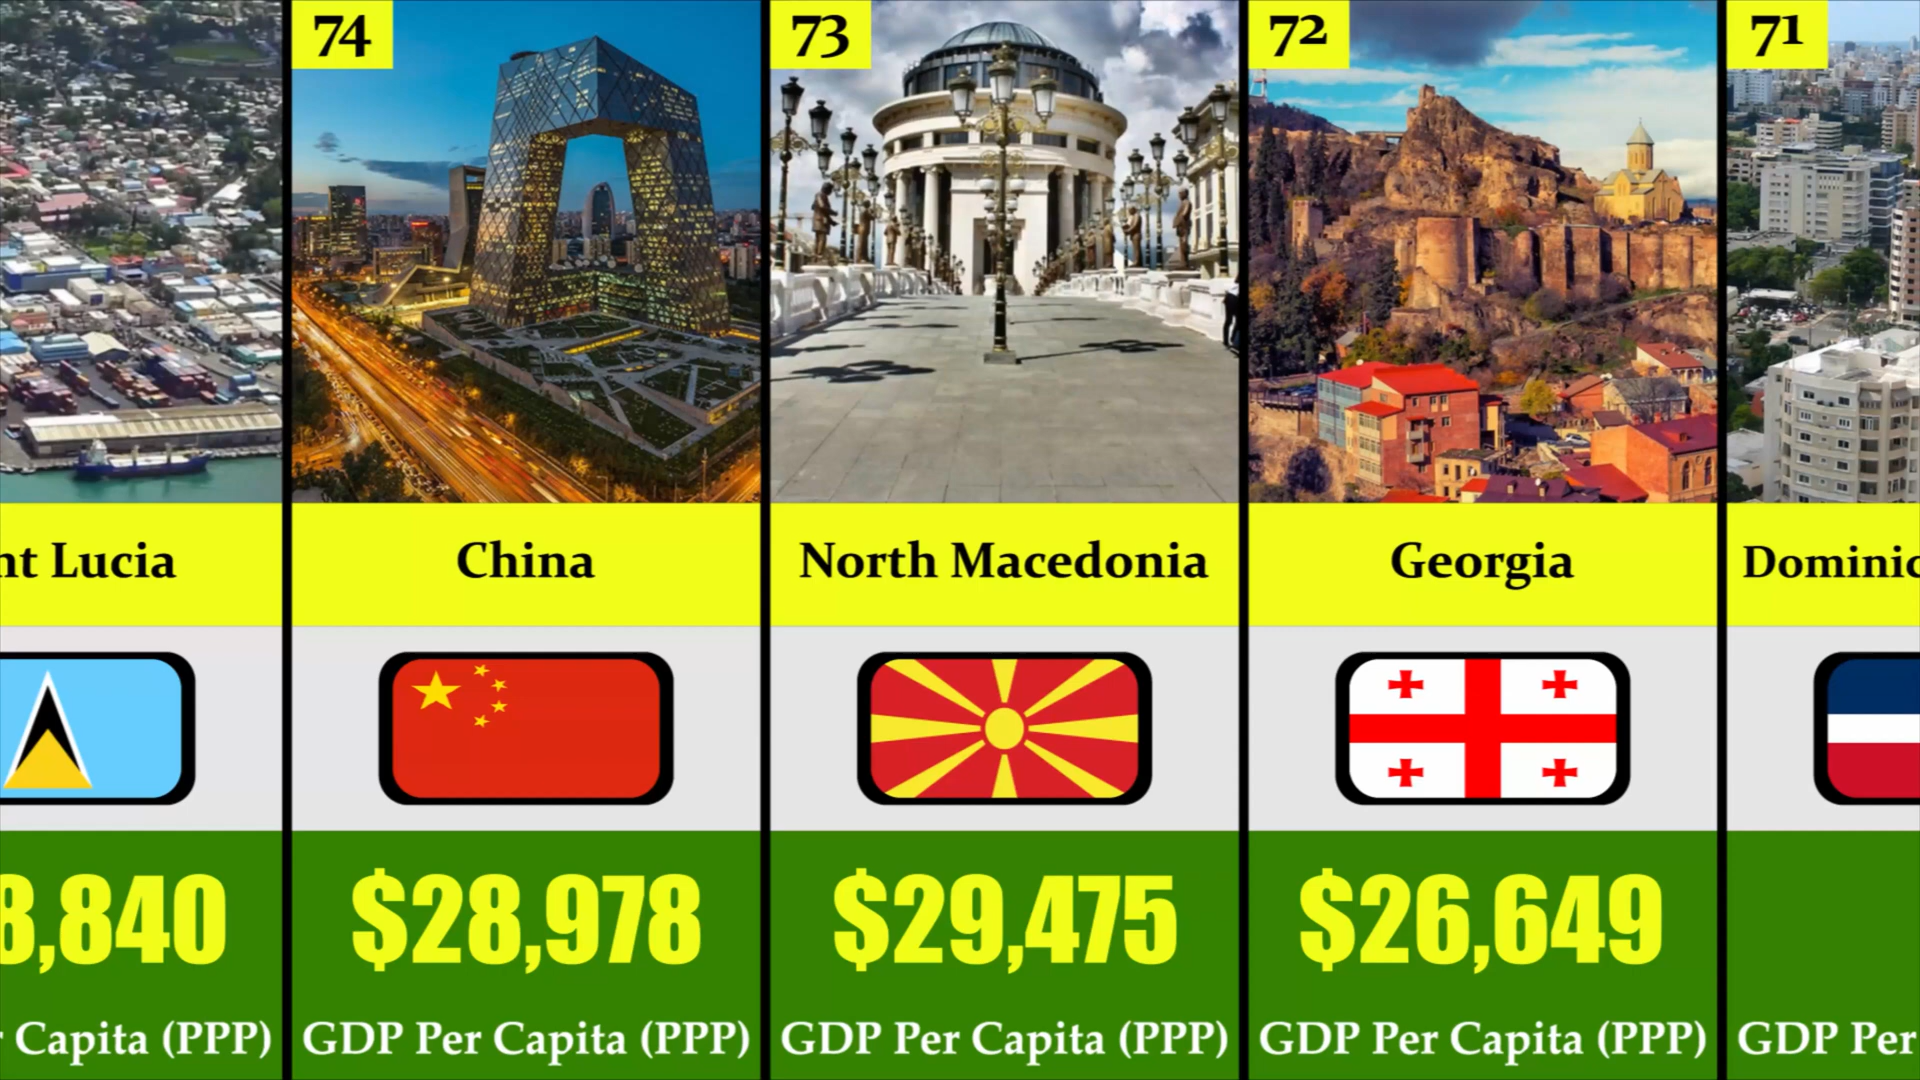 74
73
72
71
nt Lucia
China
North Macedonia
Georgia
Dominic
8,840
$28,978
$29,475
$26,649
Capita (PPP)
GDP Per Capita (PPP)
GDP Per Capita (PPP)
GDP Per Capita (PPP)
GDP Per